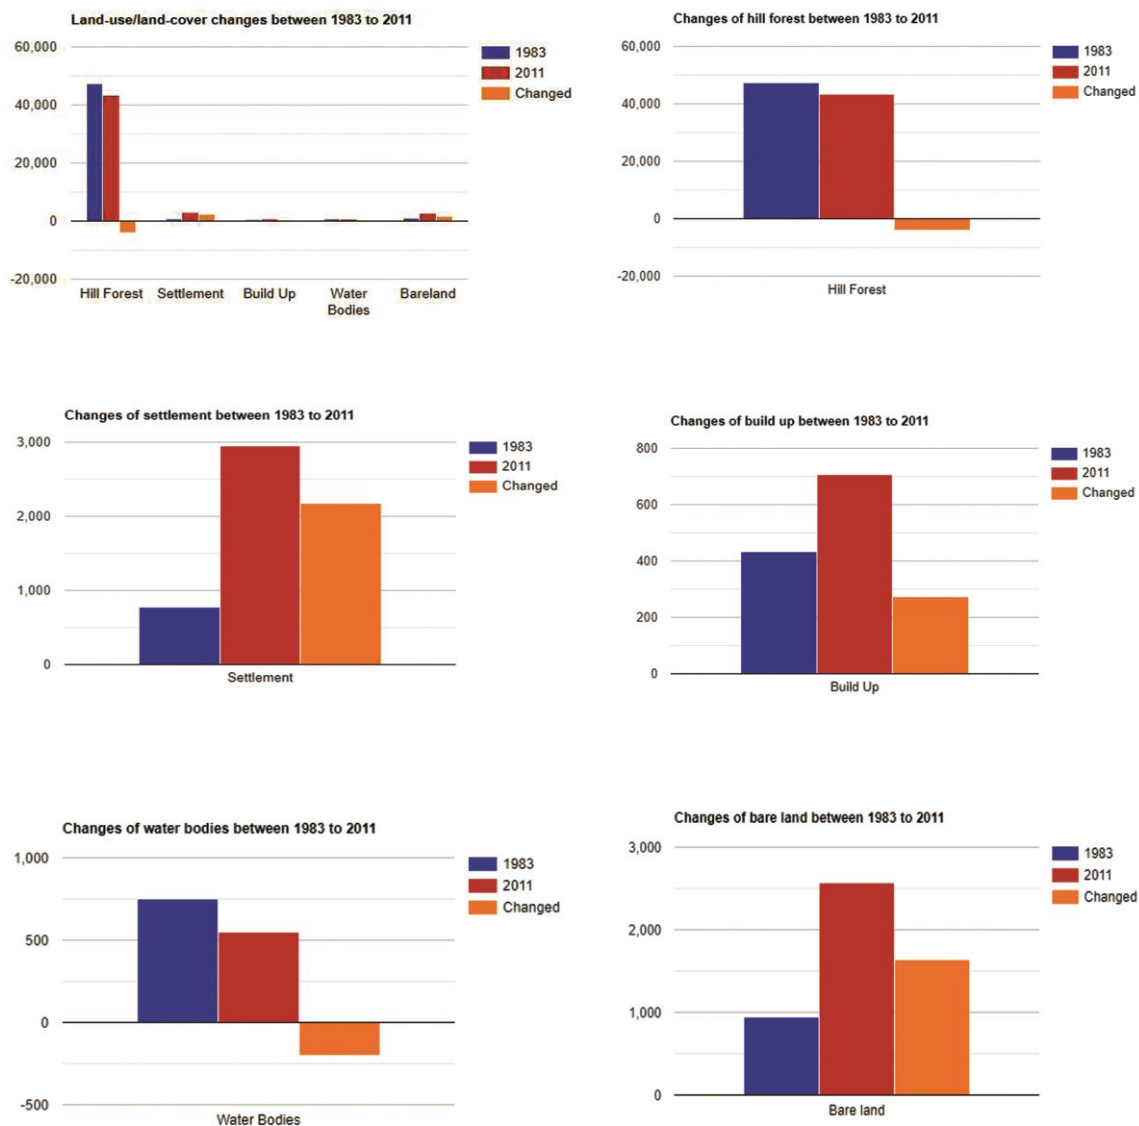 Land-use/land-cover changes between 1983 to 2011
60,000
40,000
20,000
0
-20,000
Hill Forest
Settlement
Build Up
Water
Bodies
Bareland
1983
2011
Changed
Changes of hill forest between 1983 to 2011
60,000
40,000
20,000
0
-20,000
Hill Forest
1983
2011
Changed
Changes of settlement between 1983 to 2011
3,000
2,000
1,000
0
Settlement
1983
2011
Changed
Changes of build up between 1983 to 2011
800
600
400
200
0
Build Up
1983
2011
Changed
Changes of water bodies between 1983 to 2011
1,000
500
0
-500
Water Bodies
1983
2011
Changed
Changes of bare land between 1983 to 2011
3,000
2,000
1,000
0
Bare land
1983
2011
Changed